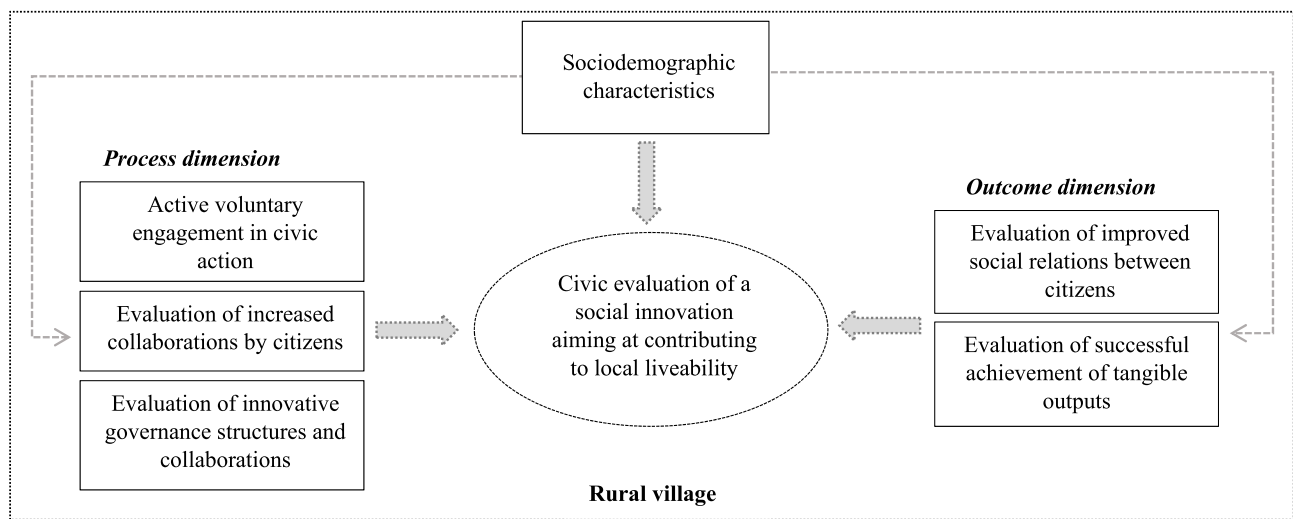 Sociodemographic
characteristics
Process dimension
Active voluntary
engagement in civic
action
Evaluation of increased
collaborations by citizens
Evaluation of innovative
governance structures and
collaborations
Civic evaluation of a
social innovation
aiming at contributing
to local liveability
Outcome dimension
Evaluation of improved
social relations between
citizens
Evaluation of successful
achievement of tangible
outputs
Rural village